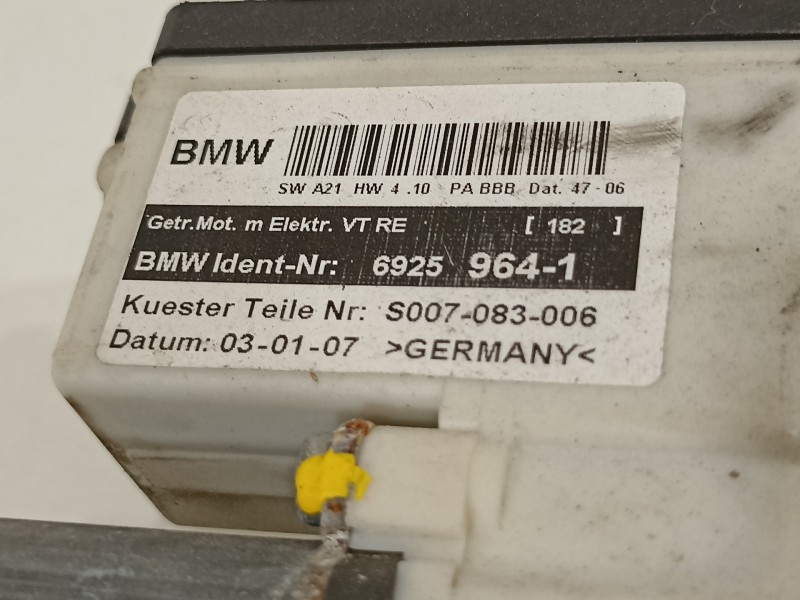 BMW
SW A21 HW 4.10 PA BBB Dat. 47-06
Getr.Mot. m Elektr. VT RE [ 182 ]
BMW Ident-Nr: 6925 964-1
Kuester Teile Nr: S007-083-006
Datum: 03-01-07 >GERMANY<